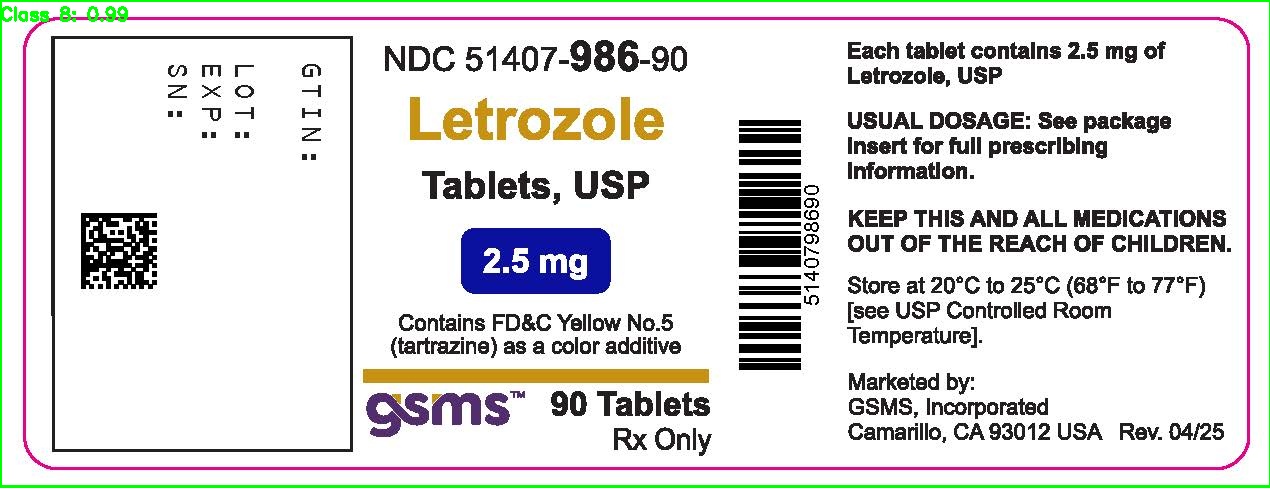 Class 8: 0.99
GTIN:
LOT:
EXP:
SN:
NDC 51407-986-90
Letrozole
Tablets, USP
2.5 mg
Contains FD&C Yellow No.5
(tartrazine) as a color additive
gsms™ 90 Tablets
Rx Only
5140798690
Each tablet contains 2.5 mg of
Letrozole, USP
USUAL DOSAGE: See package
insert for full prescribing
information.
KEEP THIS AND ALL MEDICATIONS
OUT OF THE REACH OF CHILDREN.
Store at 20°C to 25°C (68°F to 77°F)
[see USP Controlled Room
Temperature].
Marketed by:
GSMS, Incorporated
Camarillo, CA 93012 USA Rev. 04/25